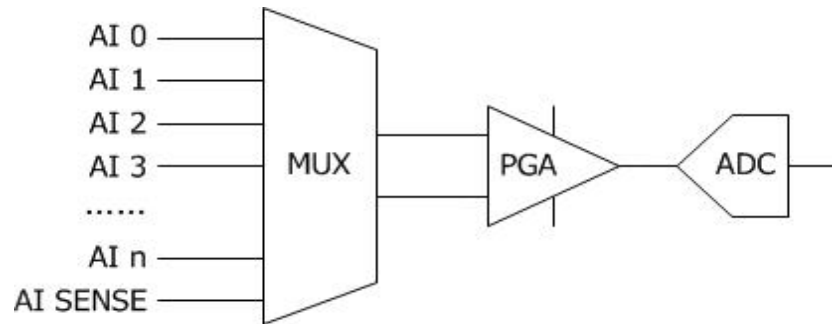 AI 0
AI 1
AI 2
AI 3
......
AI n
AI SENSE
MUX
PGA
ADC